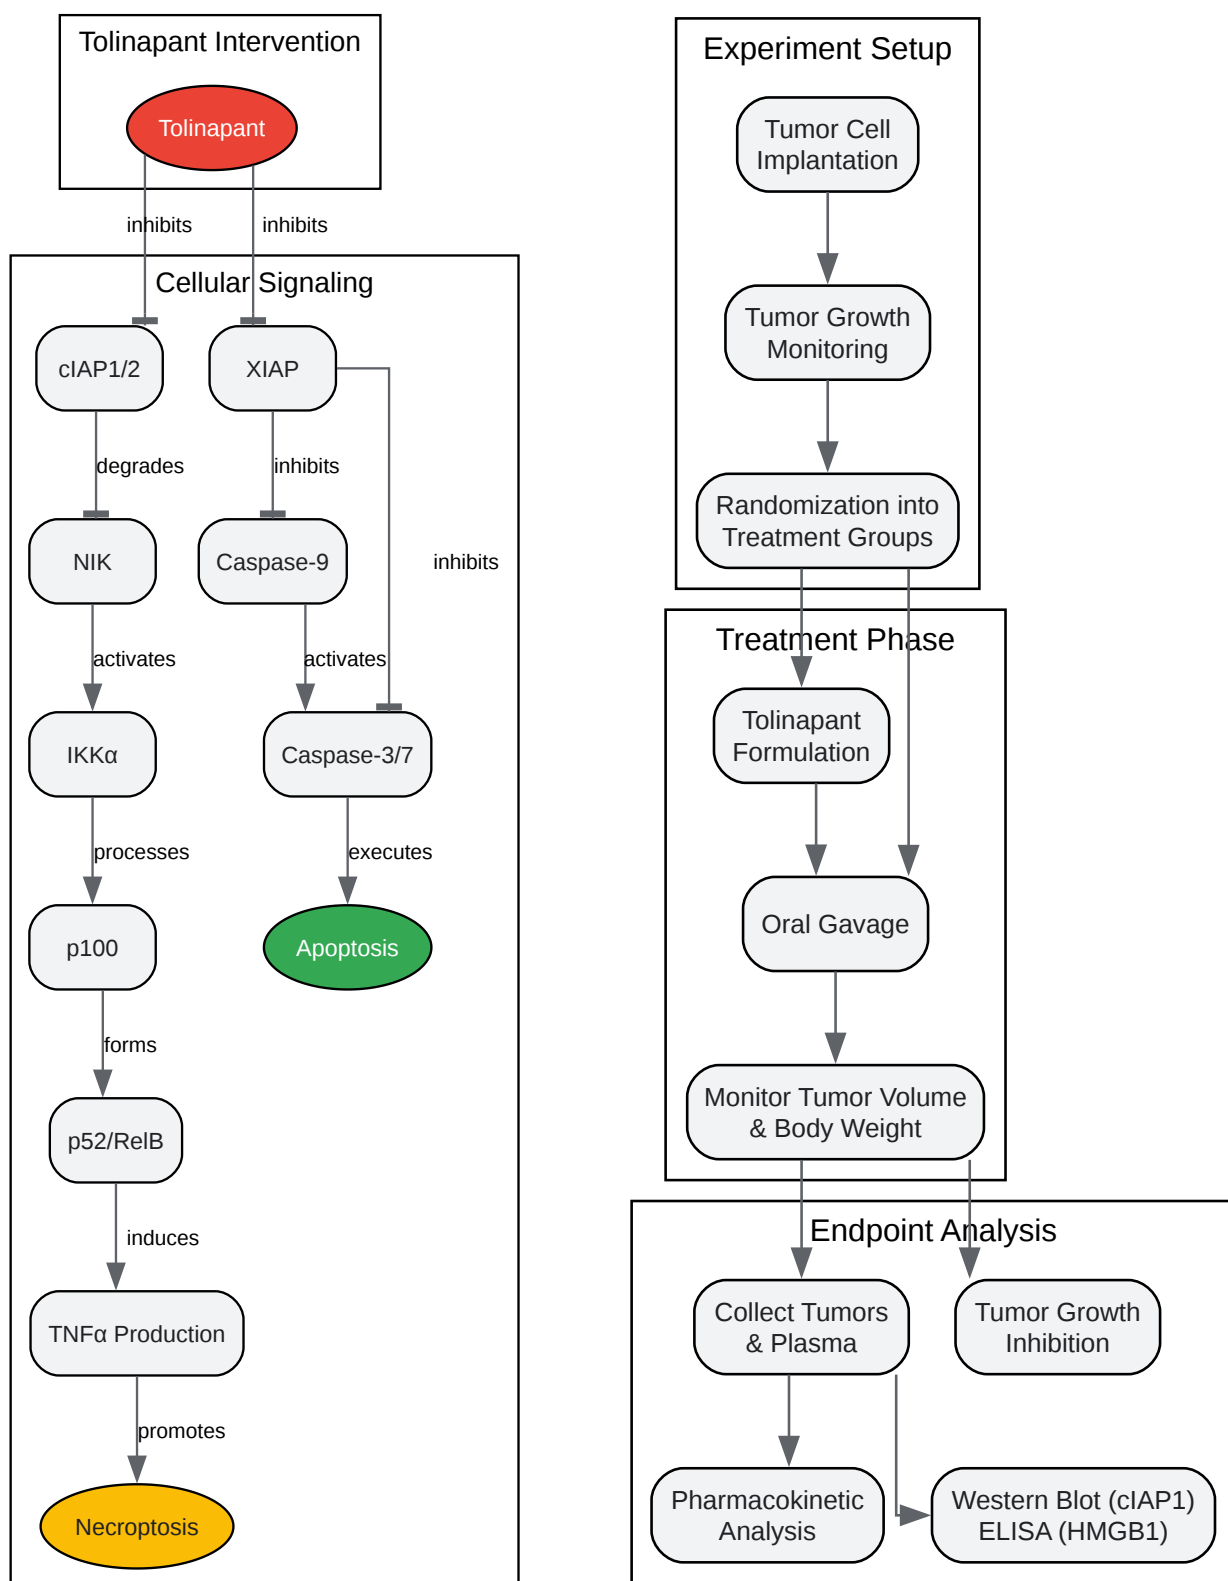 Tolinapant Intervention
Tolinapant
inhibits
inhibits
Cellular Signaling
cIAP1/2
XIAP
degrades
inhibits
NIK
Caspase-9
inhibits
activates
activates
IKKα
Caspase-3/7
processes
executes
p100
Apoptosis
forms
p52/RelB
induces
TNFα Production
promotes
Necroptosis
Experiment Setup
Tumor Cell
Implantation
Tumor Growth
Monitoring
Randomization into
Treatment Groups
Treatment Phase
Tolinapant
Formulation
Oral Gavage
Monitor Tumor Volume
& Body Weight
Endpoint Analysis
Collect Tumors
& Plasma
Tumor Growth
Inhibition
Pharmacokinetic
Analysis
Western Blot (cIAP1)
ELISA (HMGB1)